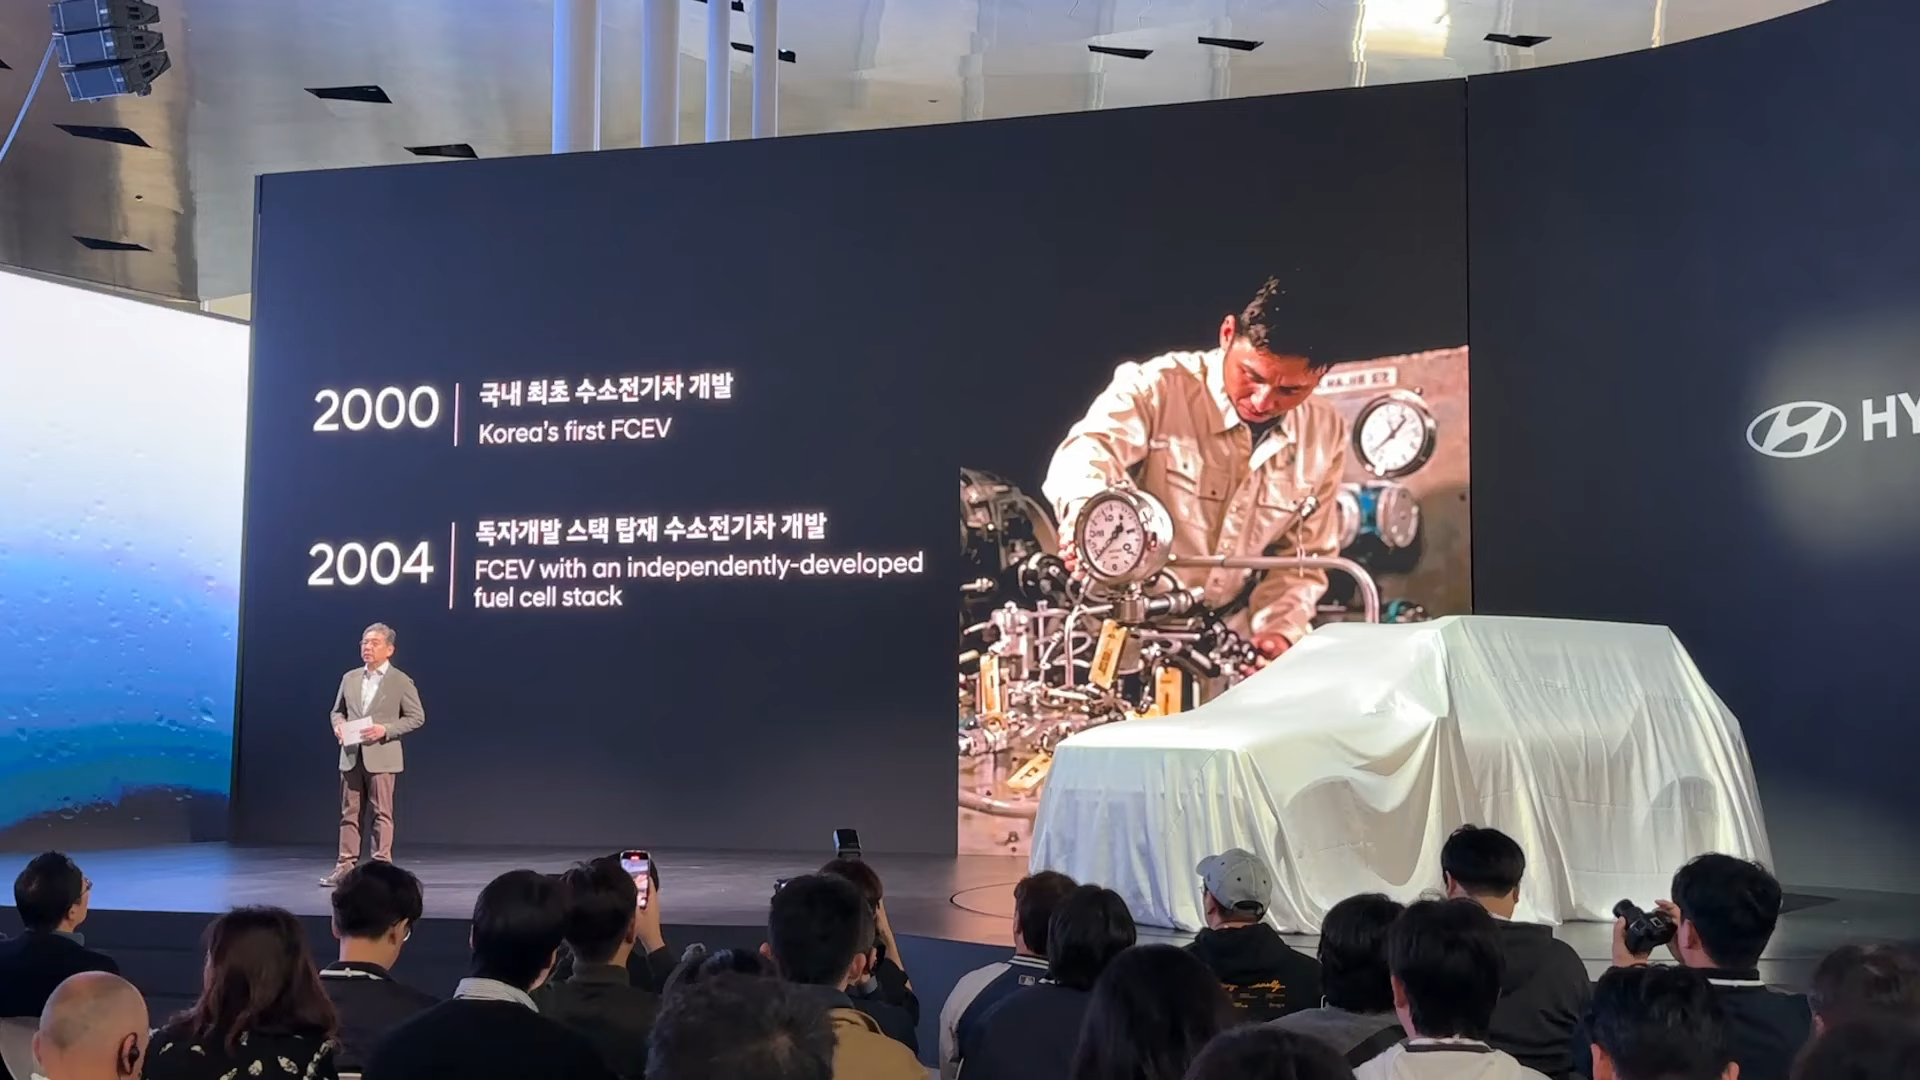 2000
국내 최초 수소전기차 개발
Korea's first FCEV
2004
독자개발 스택 탑재 수소전기차 개발
FCEV with an independently-developed
fuel cell stack
HY